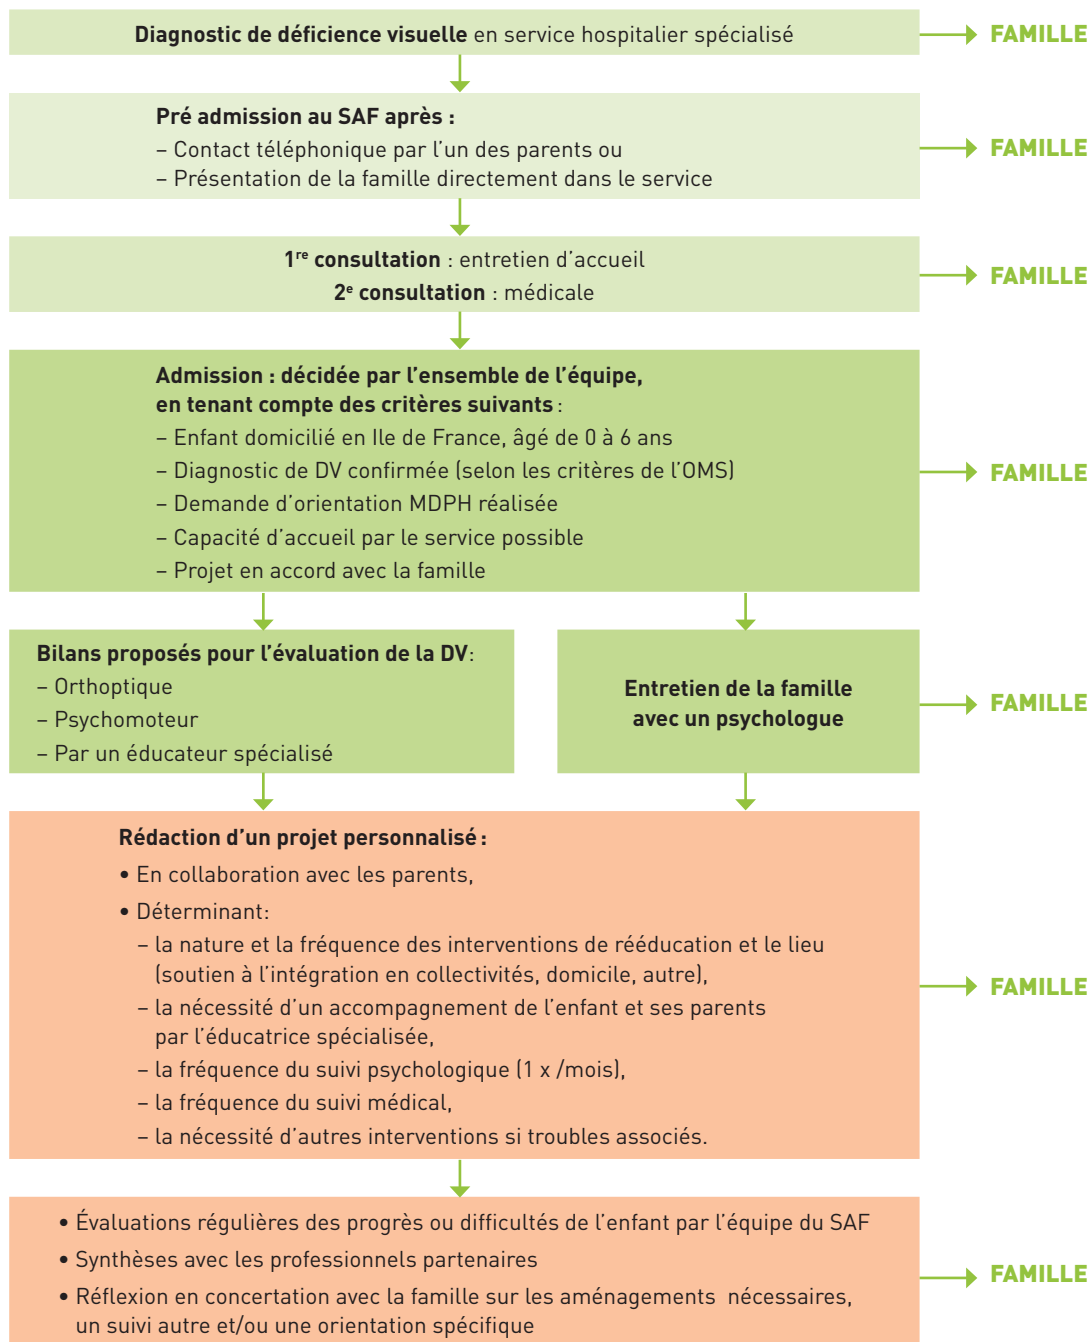 Diagnostic de déficience visuelle en service hospitalier spécialisé
FAMILLE
Pré admission au SAF après :
– Contact téléphonique par l'un des parents ou
– Présentation de la famille directement dans le service
FAMILLE
1re consultation : entretien d'accueil
2e consultation : médicale
FAMILLE
Admission : décidée par l'ensemble de l'équipe,
en tenant compte des critères suivants :
– Enfant domicilié en Ile de France, âgé de 0 à 6 ans
– Diagnostic de DV confirmée (selon les critères de l'OMS)
– Demande d'orientation MDPH réalisée
– Capacité d'accueil par le service possible
– Projet en accord avec la famille
FAMILLE
Bilans proposés pour l'évaluation de la DV:
– Orthoptique
– Psychomoteur
– Par un éducateur spécialisé
Entretien de la famille
avec un psychologue
FAMILLE
Rédaction d'un projet personnalisé :
• En collaboration avec les parents,
• Déterminant:
– la nature et la fréquence des interventions de rééducation et le lieu
(soutien à l'intégration en collectivités, domicile, autre),
– la nécessité d'un accompagnement de l'enfant et ses parents
par l'éducatrice spécialisée,
– la fréquence du suivi psychologique (1 x /mois),
– la fréquence du suivi médical,
– la nécessité d'autres interventions si troubles associés.
FAMILLE
• Évaluations régulières des progrès ou difficultés de l'enfant par l'équipe du SAF
• Synthèses avec les professionnels partenaires
• Réflexion en concertation avec la famille sur les aménagements nécessaires,
un suivi autre et/ou une orientation spécifique
FAMILLE